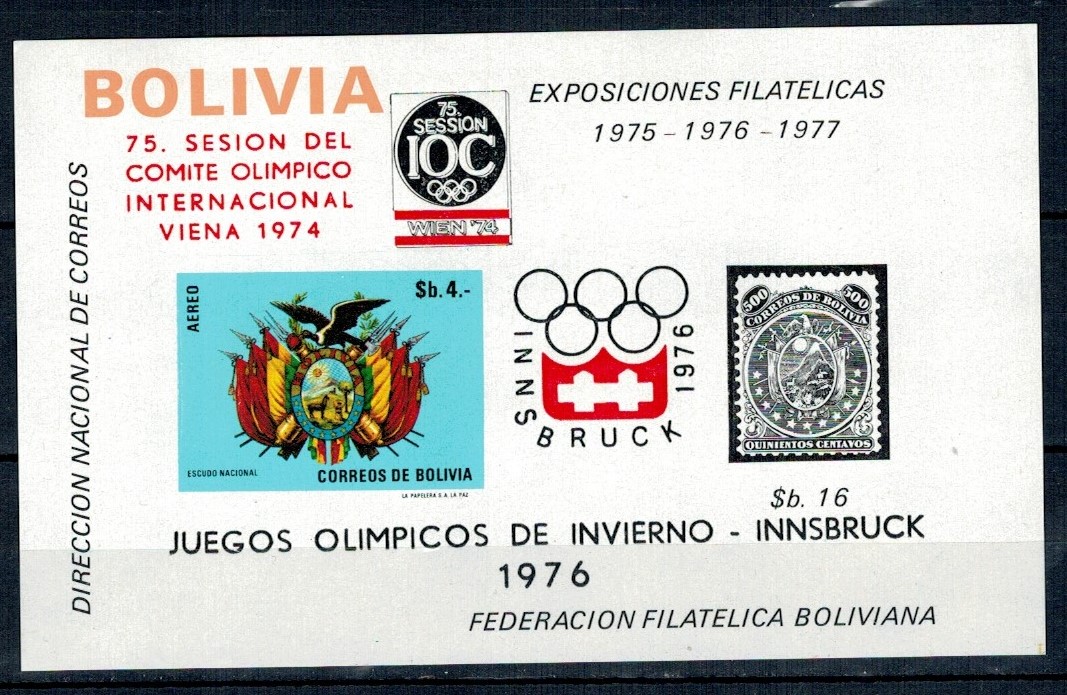 BOLIVIA
75. SESION DEL
COMITE OLIMPICO
INTERNACIONAL
VIENA 1974
75.
SESSION
IOC
WIEN '74
EXPOSICIONES FILATELICAS
1975 - 1976 - 1977
DIRECCION NACIONAL DE CORREOS
AEREO
$b. 4.-
ESCUDO NACIONAL
CORREOS DE BOLIVIA
LA PAPELERA S. A. LA PAZ
INNSBRUCK 1976
500 500
CORREOS DE BOLIVIA
QUINIENTOS CENTAVOS
$b. 16
JUEGOS OLIMPICOS DE INVIERNO - INNSBRUCK
1976
FEDERACION FILATELICA BOLIVIANA